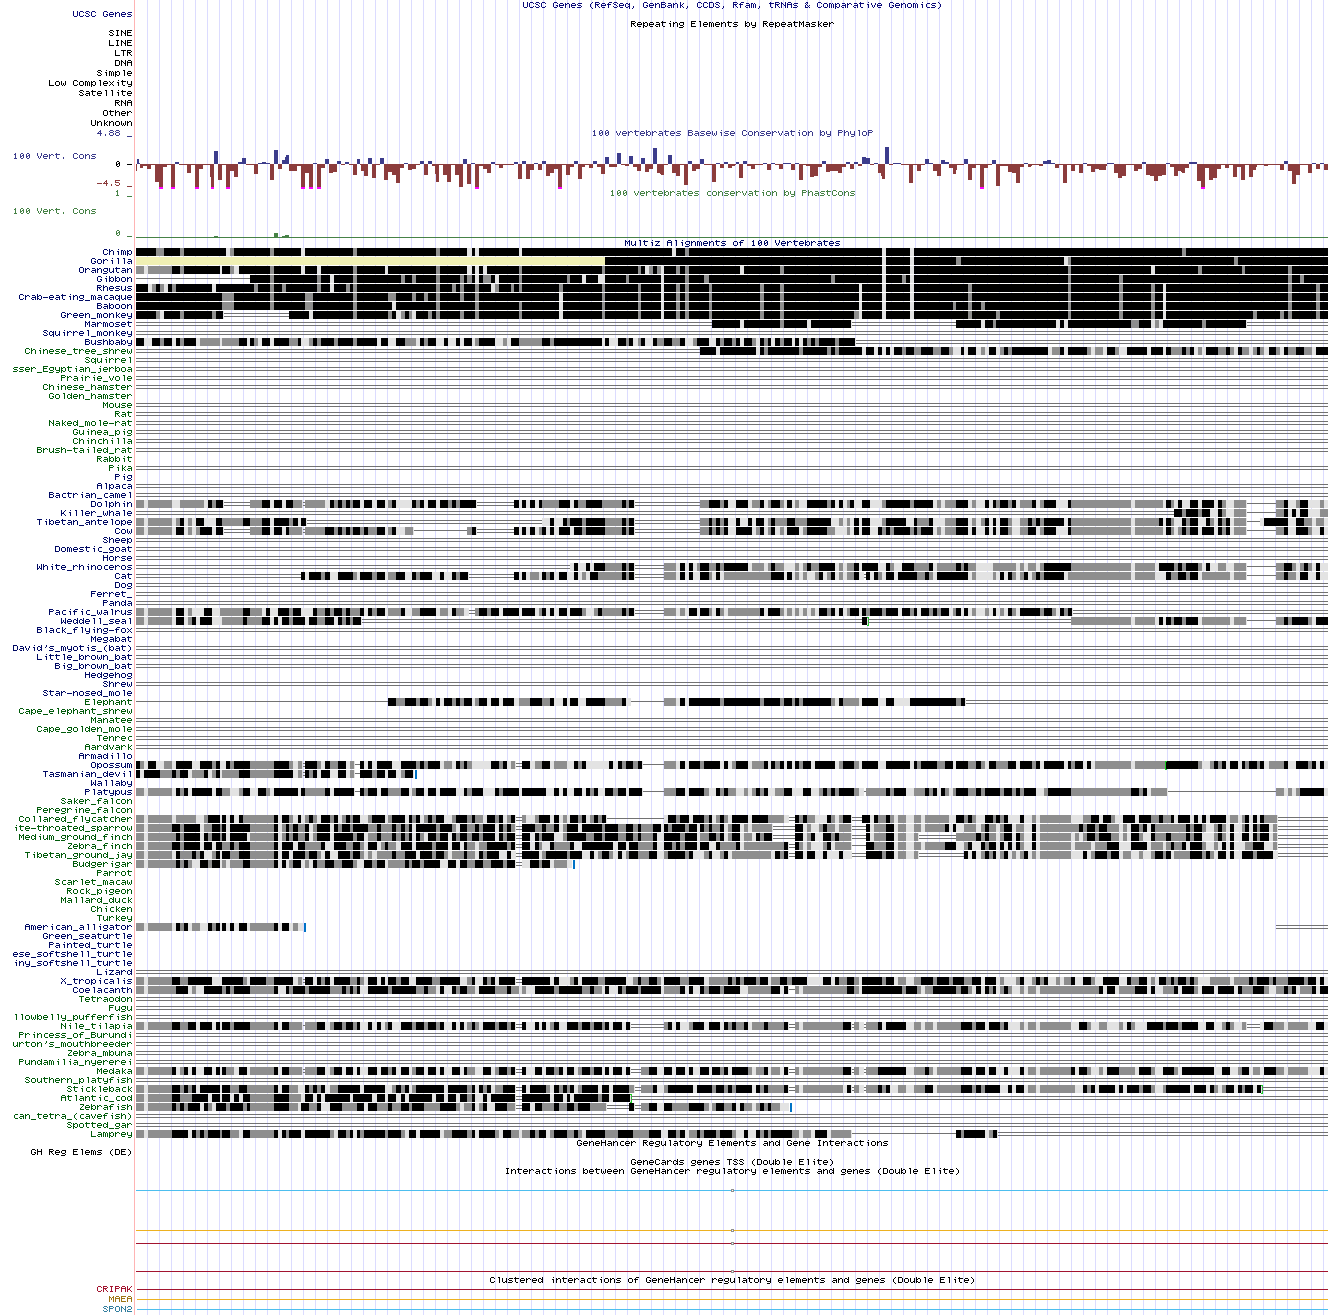 UCSC Genes (RefSeq, GenBank, CCDS, Rfam, tRNAs & Comparative Genomics)
UCSC Genes
Repeating Elements by RepeatMasker
SINE
LINE
LTR
DNA
Simple
Low Complexity
Satellite
RNA
Other
Unknown
4.88 _
100 vertebrates Basewise Conservation by PhyloP
100 Vert. Cons
0 -
-4.5 _
1 _
100 vertebrates conservation by PhastCons
100 Vert. Cons
0 _
Multiz Alignments of 100 Vertebrates
Chimp
Gorilla
Orangutan
Gibbon
Rhesus
Crab-eating_macaque
Baboon
Green_monkey
Marmoset
Squirrel_monkey
Bushbaby
Chinese_tree_shrew
Squirrel
sser_Egyptian_jerboa
Prairie_vole
Chinese_hamster
Golden_hamster
Mouse
Rat
Naked_mole-rat
Guinea_pig
Chinchilla
Brush-tailed_rat
Rabbit
Pika
Pig
Alpaca
Bactrian_camel
Dolphin
Killer_whale
Tibetan_antelope
Cow
Sheep
Domestic_goat
Horse
White_rhinoceros
Cat
Dog
Ferret_
Panda
Pacific_walrus
Weddell_seal
Black_flying-fox
Megabat
David's_myotis_(bat)
Little_brown_bat
Big_brown_bat
Hedgehog
Shrew
Star-nosed_mole
Elephant
Cape_elephant_shrew
Manatee
Cape_golden_mole
Tenrec
Aardvark
Armadillo
Opossum
Tasmanian_devil
Wallaby
Platypus
Saker_falcon
Peregrine_falcon
Collared_flycatcher
ite-throated_sparrow
Medium_ground_finch
Zebra_finch
Tibetan_ground_jay
Budgerigar
Parrot
Scarlet_macaw
Rock_pigeon
Mallard_duck
Chicken
Turkey
American_alligator
Green_seaturtle
Painted_turtle
ese_softshell_turtle
iny_softshell_turtle
Lizard
X_tropicalis
Coelacanth
Tetraodon
Fugu
llowbelly_pufferfish
Nile_tilapia
Princess_of_Burundi
urton's_mouthbreeder
Zebra_mbuna
Pundamilia_nyererei
Medaka
Southern_platyfish
Stickleback
Atlantic_cod
Zebrafish
can_tetra_(cavefish)
Spotted_gar
Lamprey
GeneHancer Regulatory Elements and Gene Interactions
GH Reg Elems (DE)
GeneCards genes TSS (Double Elite)
Interactions between GeneHancer regulatory elements and genes (Double Elite)
Clustered interactions of GeneHancer regulatory elements and genes (Double Elite)
CRIPAK
MAEA
SPON2